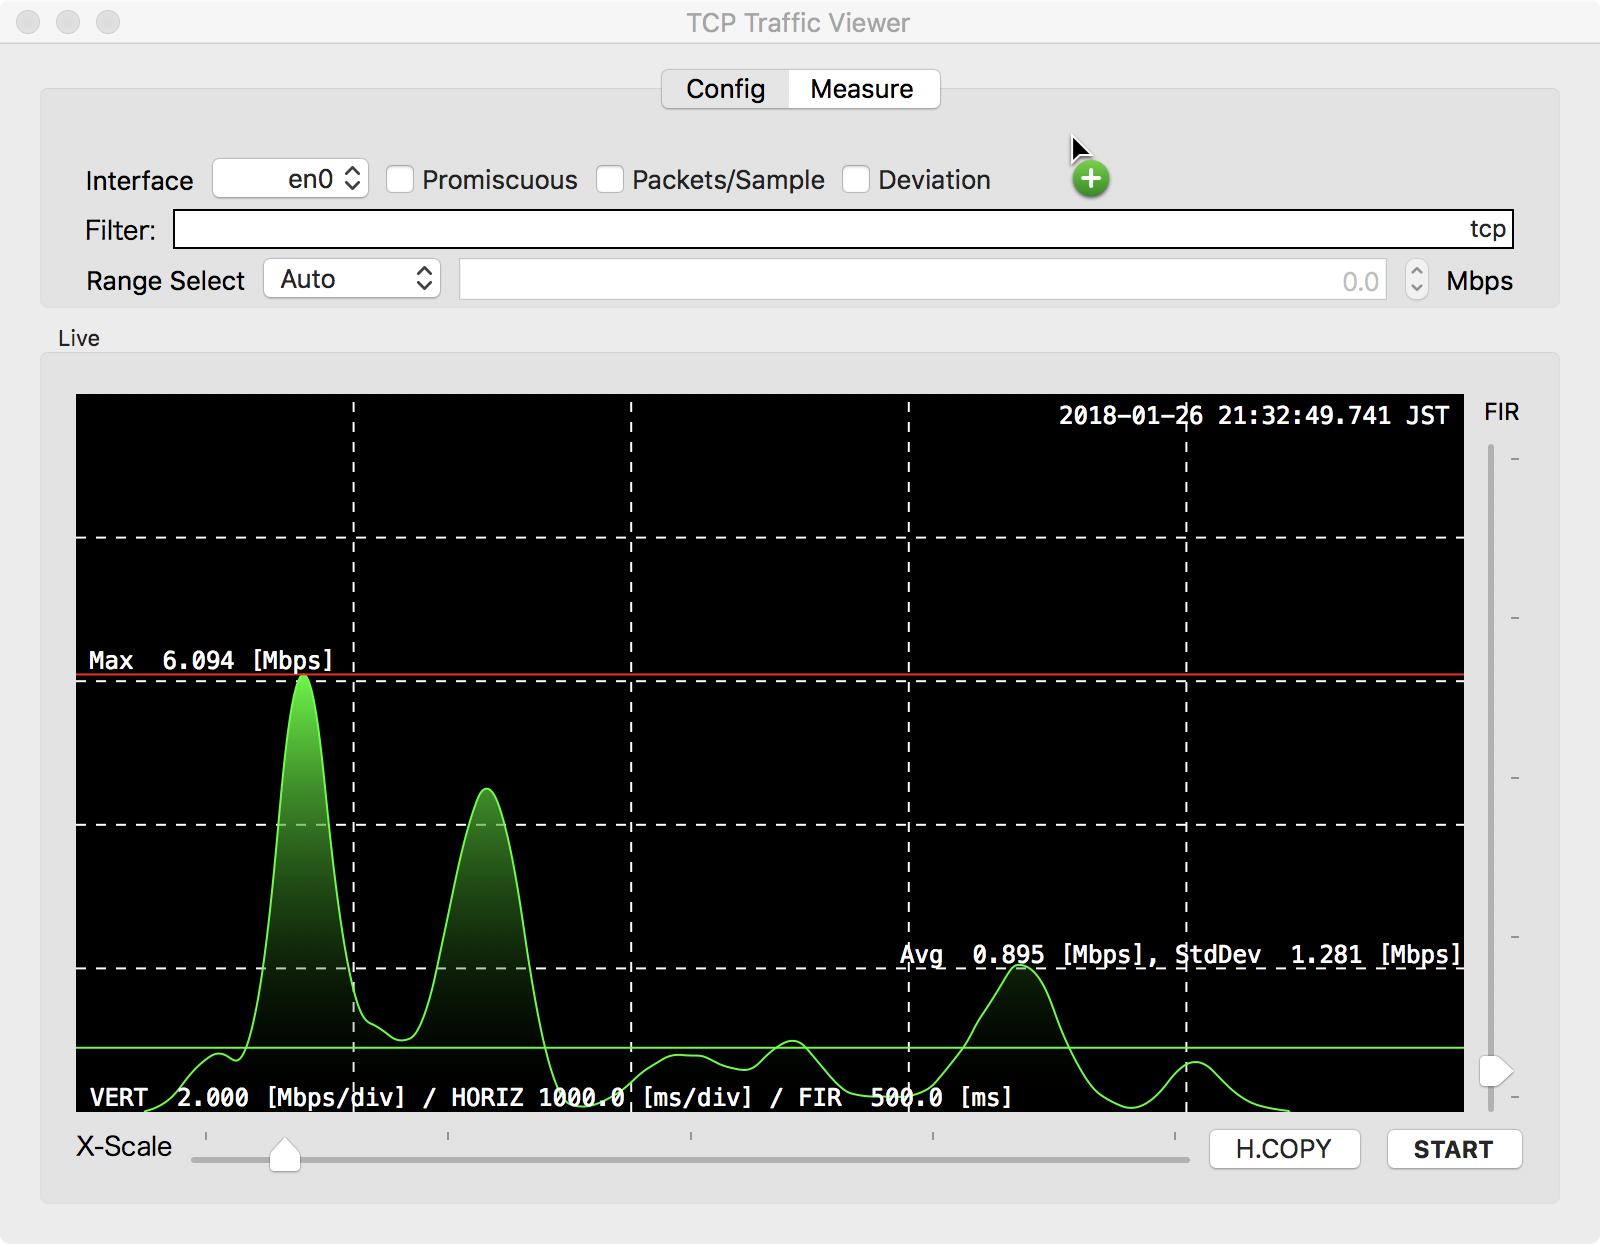 TCP Traffic Viewer
Config Measure
Interface en0 Promiscuous Packets/Sample Deviation
Filter: tcp
Range Select Auto 0.0 Mbps
Live
2018-01-26 21:32:49.741 JST
FIR
Max 6.094 [Mbps]
Avg 0.895 [Mbps], StdDev 1.281 [Mbps]
VERT 2.000 [Mbps/div] / HORIZ 1000.0 [ms/div] / FIR 500.0 [ms]
X-Scale H.COPY START